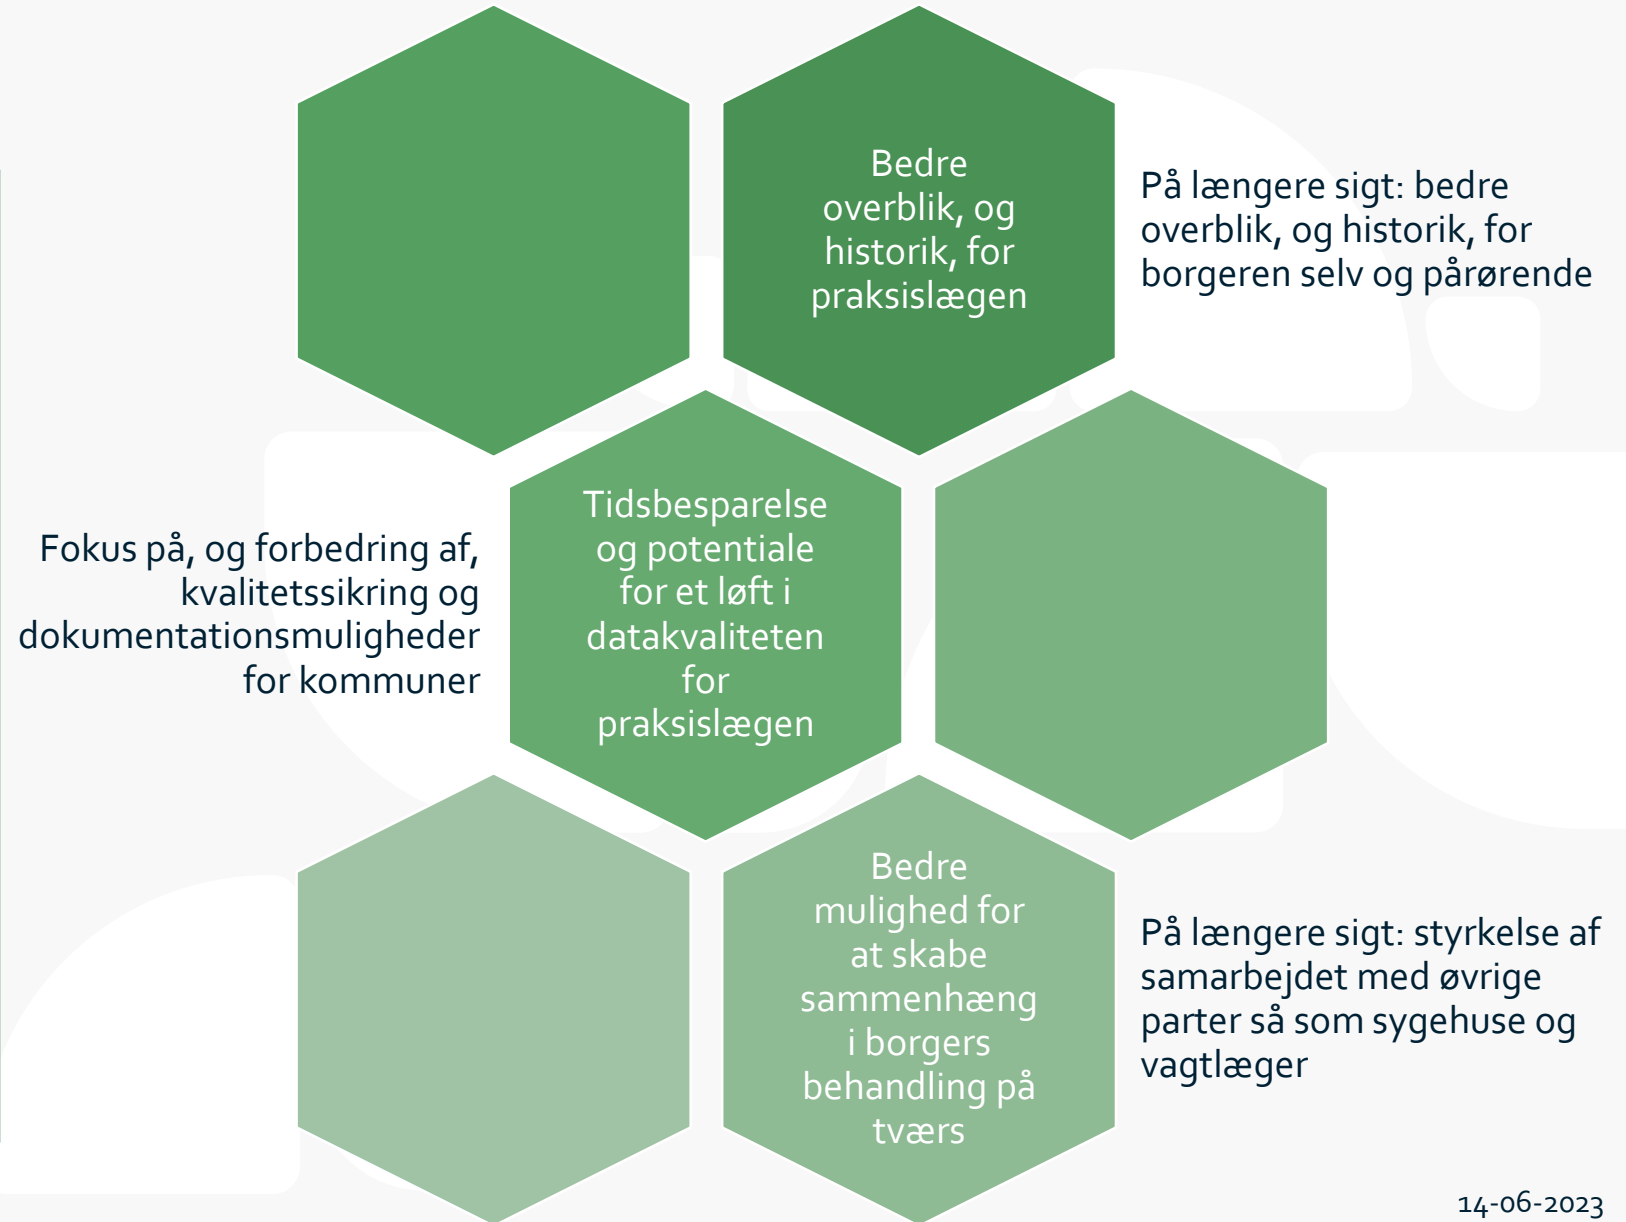 Bedre
overblik, og
historik, for
praksislægen
På længere sigt: bedre
overblik, og historik, for
borgeren selv og pårørende
Fokus på, og forbedring af,
kvalitetssikring og
dokumentationsmuligheder
for kommuner
Tidsbesparelse
og potentiale
for et løft i
datakvaliteten
for
praksislægen
Bedre
mulighed for
at skabe
sammenhæng
i borgers
behandling på
tværs
På længere sigt: styrkelse af
samarbejdet med øvrige
parter så som sygehuse og
vagtlæger
14-06-2023